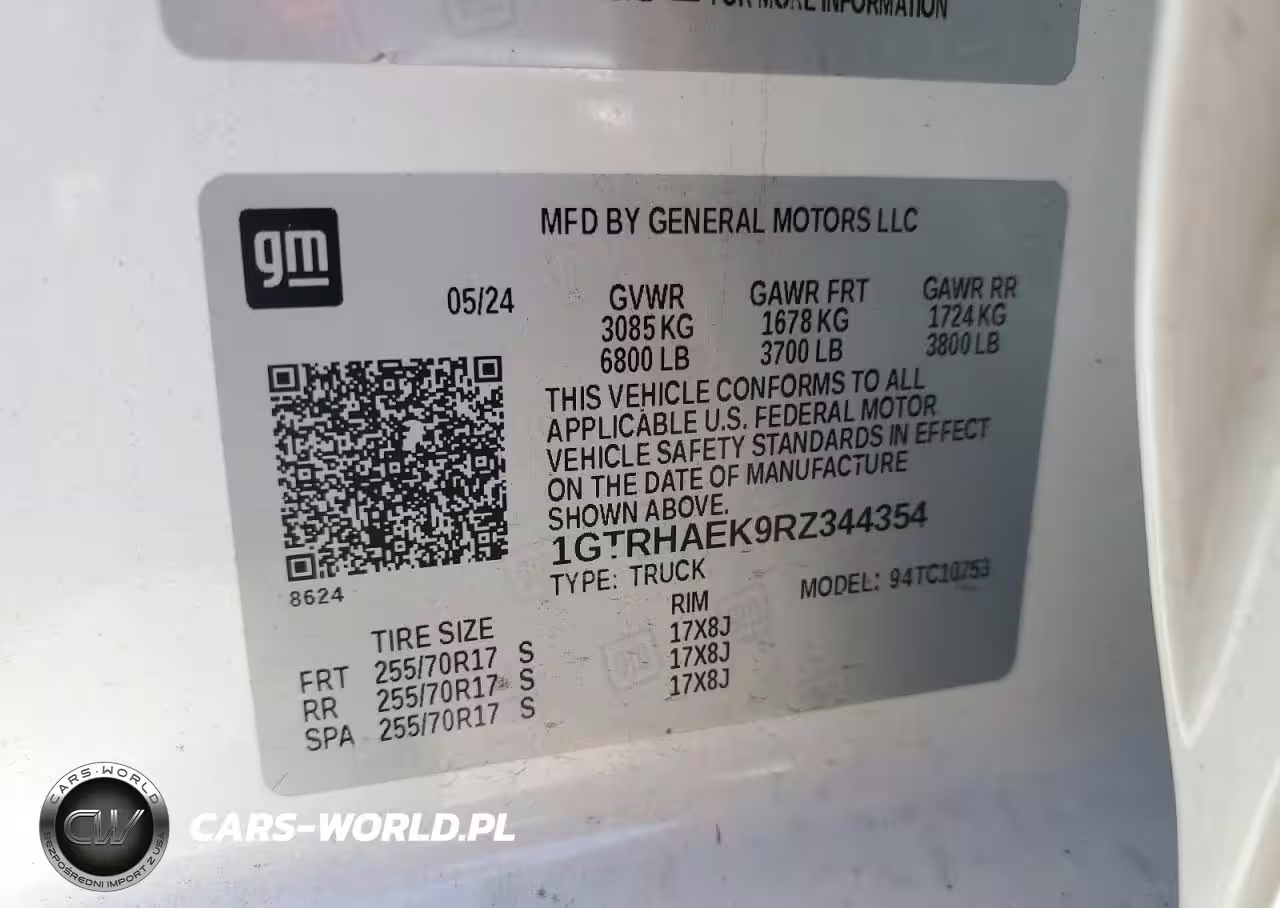 FOR MORE INFORMATION
gm
MFD BY GENERAL MOTORS LLC
05/24
GVWR GAWR FRT GAWR RR
3085 KG 1678 KG 1724 KG
6800 LB 3700 LB 3800 LB
THIS VEHICLE CONFORMS TO ALL
APPLICABLE U.S. FEDERAL MOTOR
VEHICLE SAFETY STANDARDS IN EFFECT
ON THE DATE OF MANUFACTURE
SHOWN ABOVE.
1GTRHAEK9RZ344354
TYPE: TRUCK MODEL: 94TC10753
8624
TIRE SIZE RIM
FRT 255/70R17 S 17X8J
RR 255/70R17 S 17X8J
SPA 255/70R17 S 17X8J
CARS-WORLD
CW
BEZPOŚREDNI IMPORT Z USA
CARS-WORLD.PL